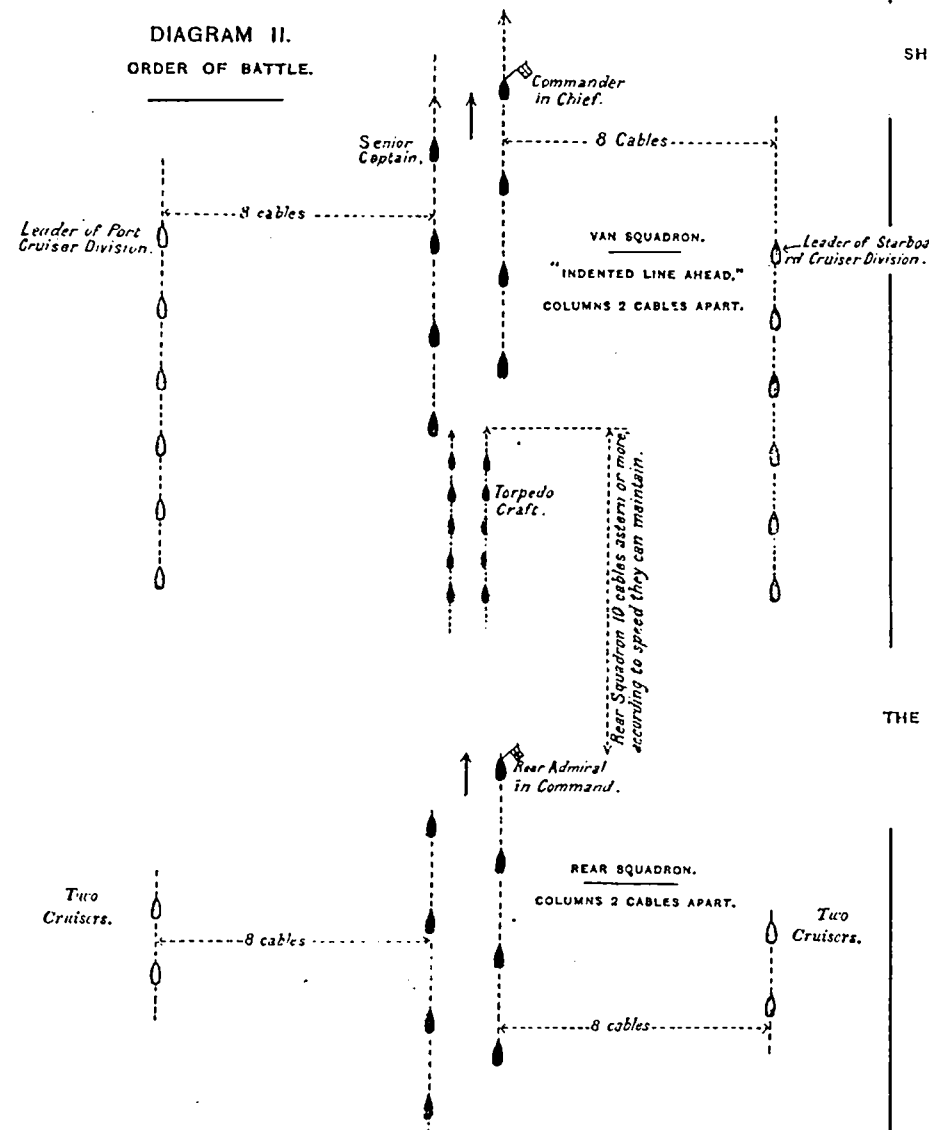 DIAGRAM II.
ORDER OF BATTLE.
SH
Commander
in Chief.
Senior
Captain.
8 Cables
8 cables
Leader of Port
Cruiser Division.
VAN SQUADRON.
"INDENTED LINE AHEAD,"
COLUMNS 2 CABLES APART.
Leader of Starboa
rd Cruiser Division.
Torpedo
Craft.
Rear Squadron 10 cables astern or more,
according to speed they can maintain.
THE
Rear Admiral
in Command.
REAR SQUADRON.
COLUMNS 2 CABLES APART.
Two
Cruisers.
8 cables
Two
Cruisers.
8 cables